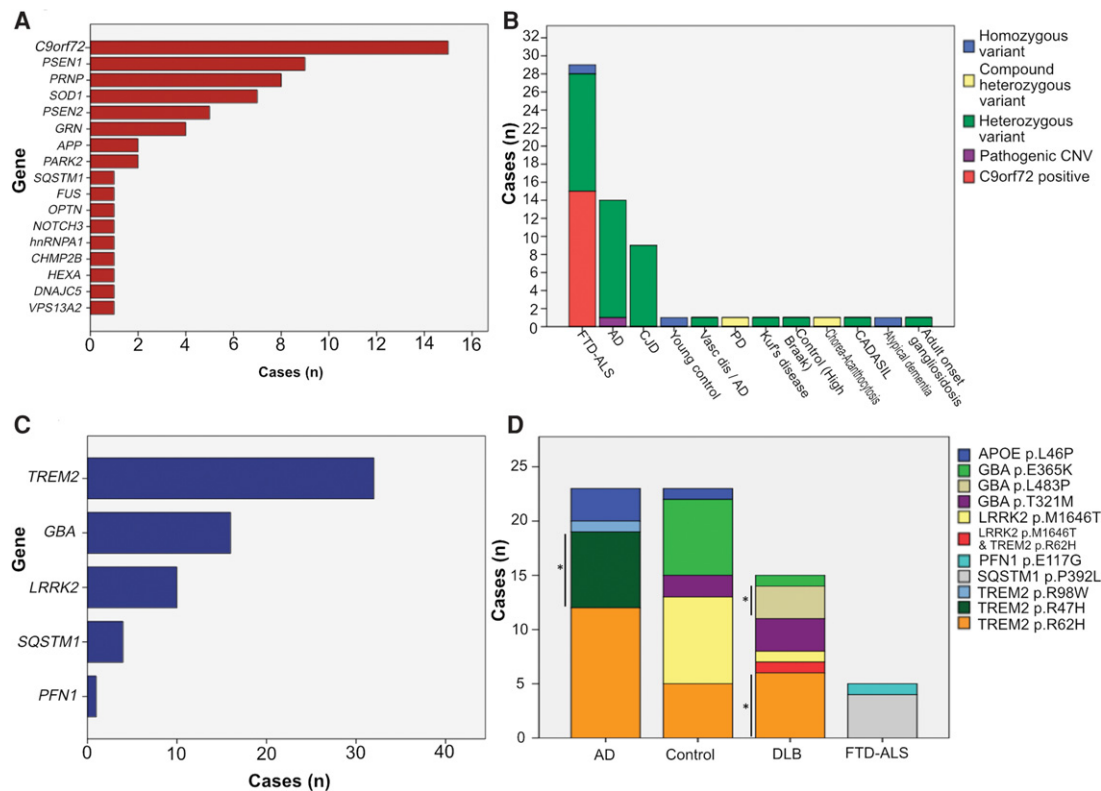 A
C9orf72
PSEN1
PRNP
SOD1
PSEN2
GRN
APP
PARK2
SQSTM1
FUS
OPTN
NOTCH3
hnRNPA1
CHMP2B
HEXA
DNAJC5
VPS13A2
Gene
0 2 4 6 8 10 12 14 16
Cases (n)
B
32
30
28
26
24
22
20
18
16
14
12
10
8
6
4
2
0
Cases (n)
FTD-ALS
AD
CJD
Young control
Vasc dis / AD
PD
Kuf's disease
Control (High
Braak)
Chorea-Acanthocytosis
CADASIL
Atypical dementia
Adult onset
gangliosidosis
Homozygous
variant
Compound
heterozygous
variant
Heterozygous
variant
Pathogenic CNV
C9orf72 positive
C
TREM2
GBA
LRRK2
SQSTM1
PFN1
Gene
0 10 20 30 40
Cases (n)
D
25
20
15
10
5
0
Cases (n)
*
*
*
AD Control DLB FTD-ALS
APOE p.L46P
GBA p.E365K
GBA p.L483P
GBA p.T321M
LRRK2 p.M1646T
LRRK2 p.M1646T
& TREM2 p.R62H
PFN1 p.E117G
SQSTM1 p.P392L
TREM2 p.R98W
TREM2 p.R47H
TREM2 p.R62H